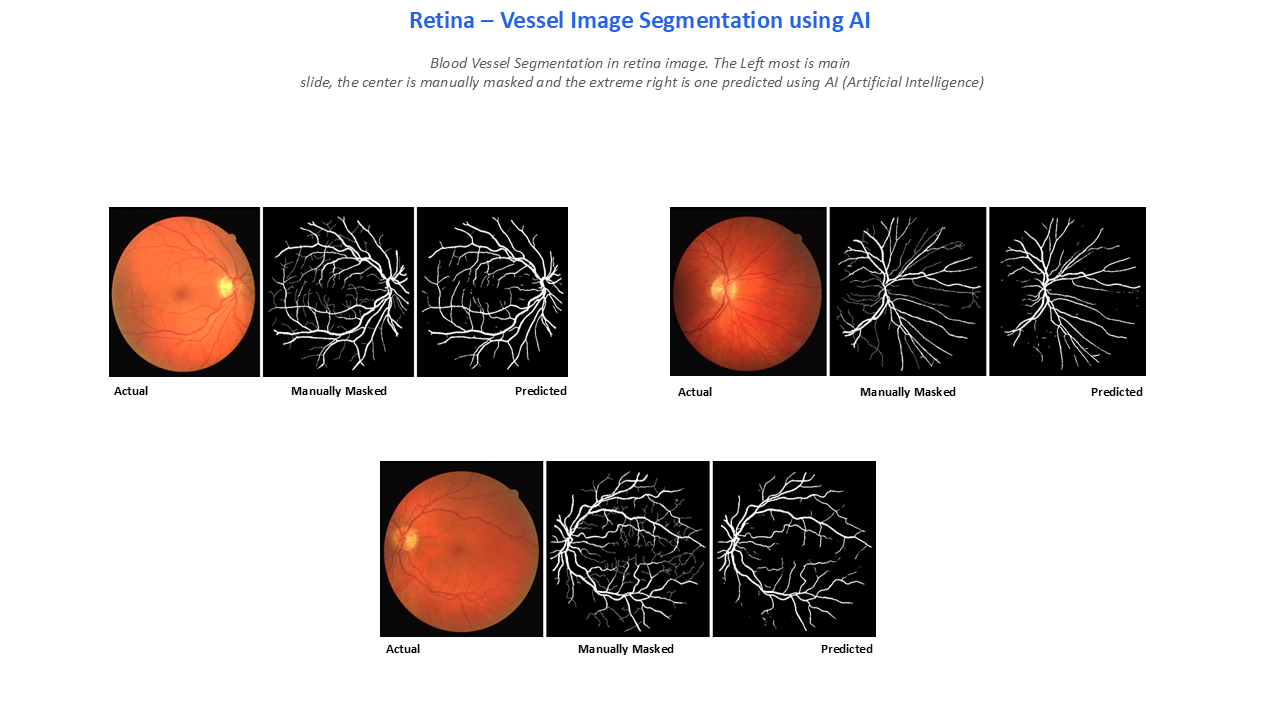 Retina – Vessel Image Segmentation using AI
Blood Vessel Segmentation in retina image. The Left most is main
slide, the center is manually masked and the extreme right is one predicted using AI (Artificial Intelligence)
Actual Manually Masked Predicted
Actual Manually Masked Predicted
Actual Manually Masked Predicted